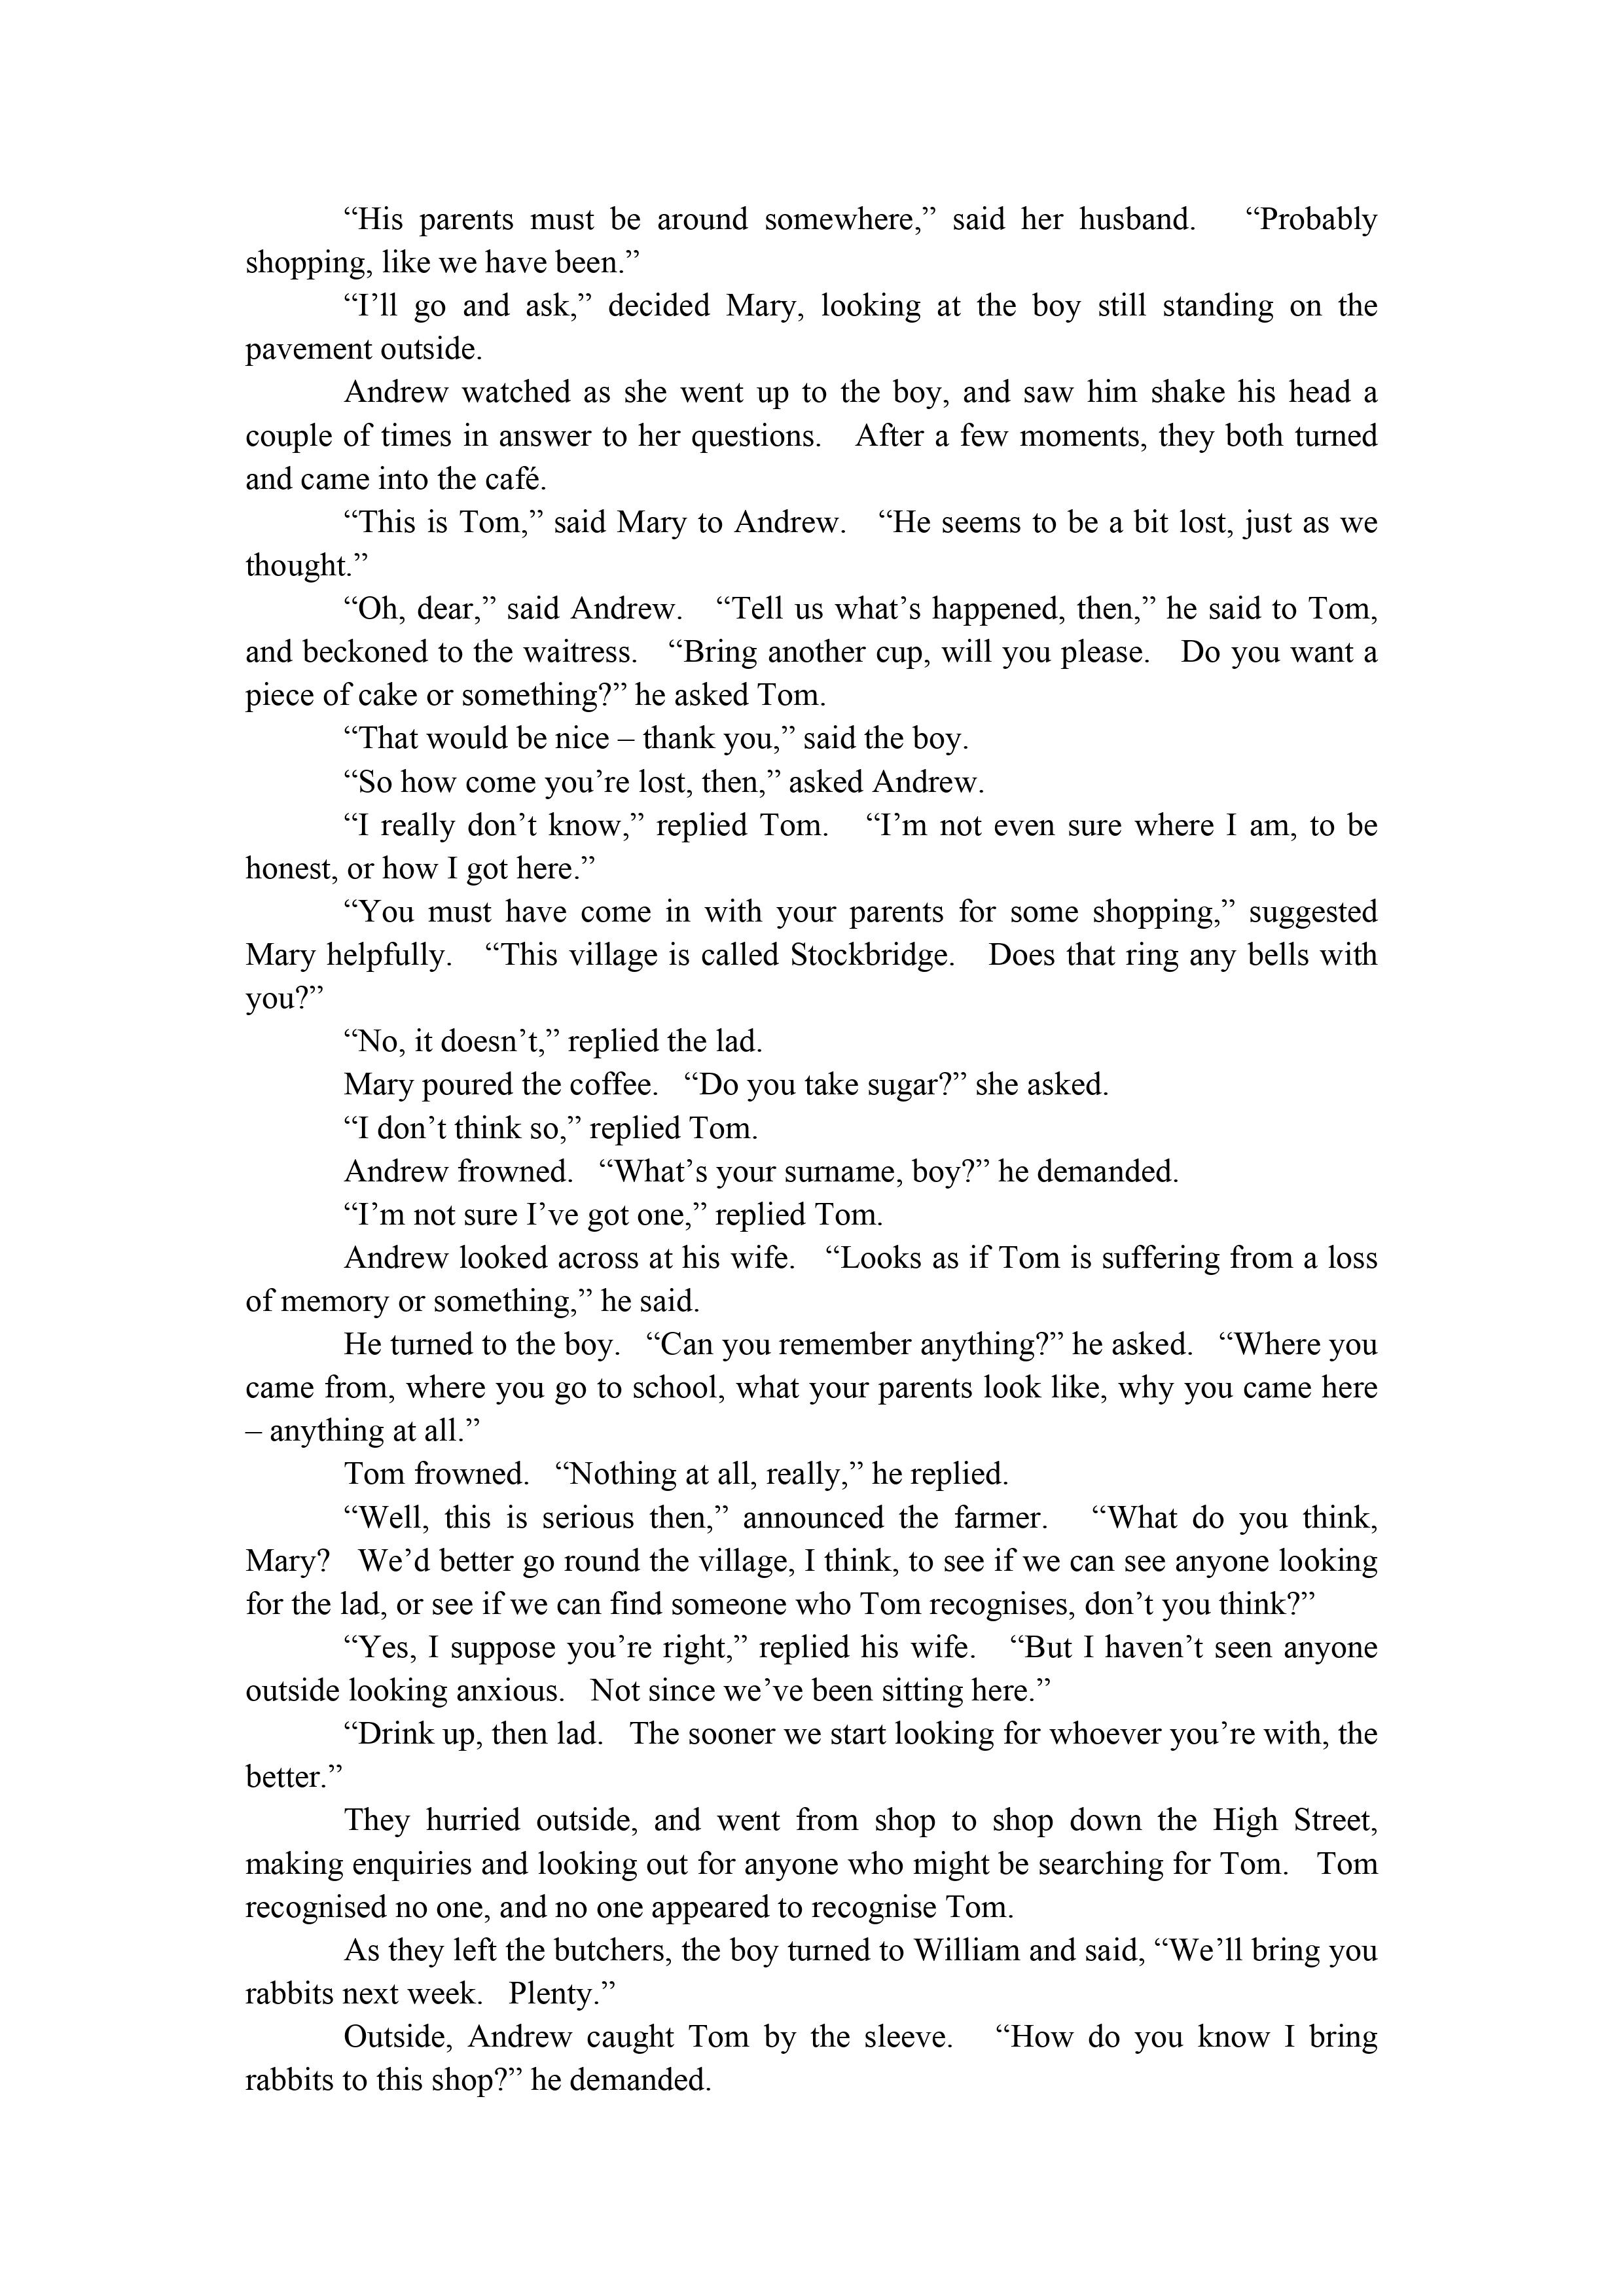 “His parents must be around somewhere,” said her husband. “Probably
shopping, like we have been.”
“I’ll go and ask,” decided Mary, looking at the boy still standing on the
pavement outside.
Andrew watched as she went up to the boy, and saw him shake his head a
couple of times in answer to her questions. After a few moments, they both turned
and came into the café.
“This is Tom,” said Mary to Andrew. “He seems to be a bit lost, just as we
thought.”
“Oh, dear,” said Andrew. “Tell us what’s happened, then,” he said to Tom,
and beckoned to the waitress. “Bring another cup, will you please. Do you want a
piece of cake or something?” he asked Tom.
“That would be nice – thank you,” said the boy.
“So how come you’re lost, then,” asked Andrew.
“I really don’t know,” replied Tom. “I’m not even sure where I am, to be
honest, or how I got here.”
“You must have come in with your parents for some shopping,” suggested
Mary helpfully. “This village is called Stockbridge. Does that ring any bells with
you?”
“No, it doesn’t,” replied the lad.
Mary poured the coffee. “Do you take sugar?” she asked.
“I don’t think so,” replied Tom.
Andrew frowned. “What’s your surname, boy?” he demanded.
“I’m not sure I’ve got one,” replied Tom.
Andrew looked across at his wife. “Looks as if Tom is suffering from a loss
of memory or something,” he said.
He turned to the boy. “Can you remember anything?” he asked. “Where you
came from, where you go to school, what your parents look like, why you came here
– anything at all.”
Tom frowned. “Nothing at all, really,” he replied.
“Well, this is serious then,” announced the farmer. “What do you think,
Mary? We’d better go round the village, I think, to see if we can see anyone looking
for the lad, or see if we can find someone who Tom recognises, don’t you think?”
“Yes, I suppose you’re right,” replied his wife. “But I haven’t seen anyone
outside looking anxious. Not since we’ve been sitting here.”
“Drink up, then lad. The sooner we start looking for whoever you’re with, the
better.”
They hurried outside, and went from shop to shop down the High Street,
making enquiries and looking out for anyone who might be searching for Tom. Tom
recognised no one, and no one appeared to recognise Tom.
As they left the butchers, the boy turned to William and said, “We’ll bring you
rabbits next week. Plenty.”
Outside, Andrew caught Tom by the sleeve. “How do you know I bring
rabbits to this shop?” he demanded.